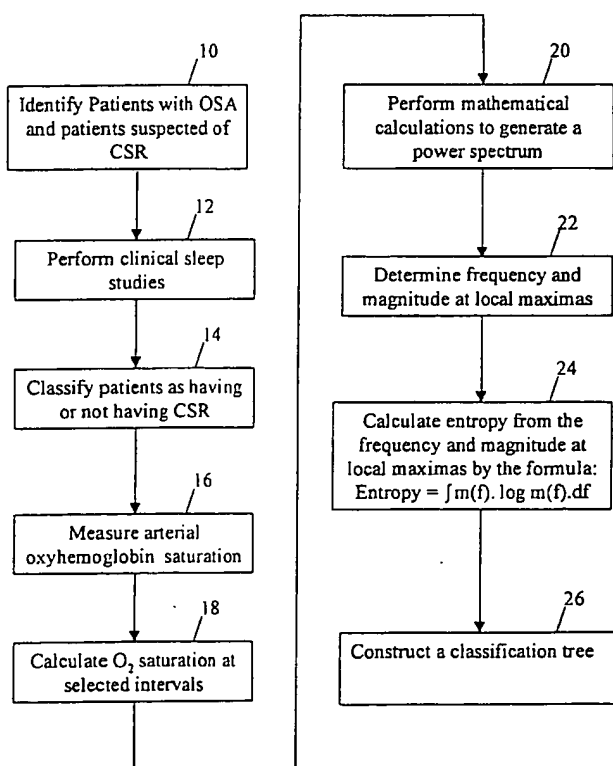 10
Identify Patients with OSA
and patients suspected of
CSR
12
Perform clinical sleep
studies
14
Classify patients as having
or not having CSR
16
Measure arterial
oxyhemoglobin saturation
18
Calculate O₂ saturation at
selected intervals
20
Perform mathematical
calculations to generate a
power spectrum
22
Determine frequency and
magnitude at local maximas
24
Calculate entropy from the
frequency and magnitude at
local maximas by the formula:
Entropy = ∫ m(f). log m(f).df
26
Construct a classification tree